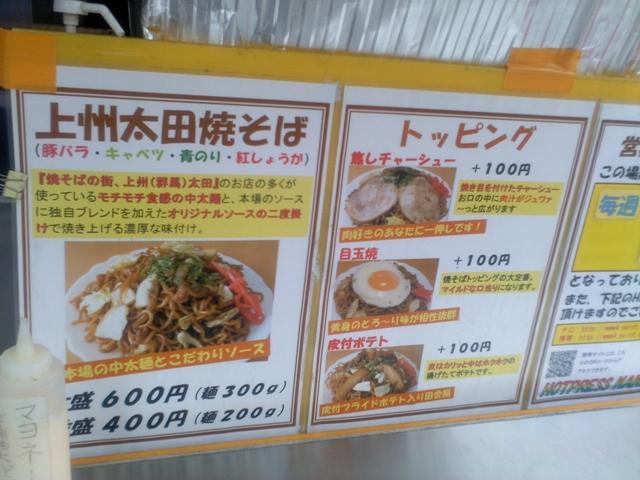 上州太田焼そば
(豚バラ・キャベツ・青のり・紅しょうが)
『焼そばの街、上州(群馬)太田』のお店の多くが
使っているモチモチ食感の中太麺と、本場のソース
に独自ブレンドを加えたオリジナルソースの二度掛
けで焼き上げる濃厚な味付け。
本場の中太麺とこだわりソース
盛 600円(麺300g)
盛 400円(麺200g)
マヨネ
トッピング
蒸しチャーシュー
+100円
焼き目を付けたチャーシュー
お口の中に肉汁がジュワァ
〜っと広がります
肉好きのあなたに一押しです!
目玉焼
+100円
焼そばトッピングの大定番。
マイルドな口当りになります。
黄身のとろ〜り味が相性抜群
皮付ポテト
+100円
皮はカリッと中はホクホクの
揚げたてポテトです。
皮付フライドポテト入り田舎風
営
この場
毎週
となってお
また、下記のH
頂けますのでご
HOTPRESS